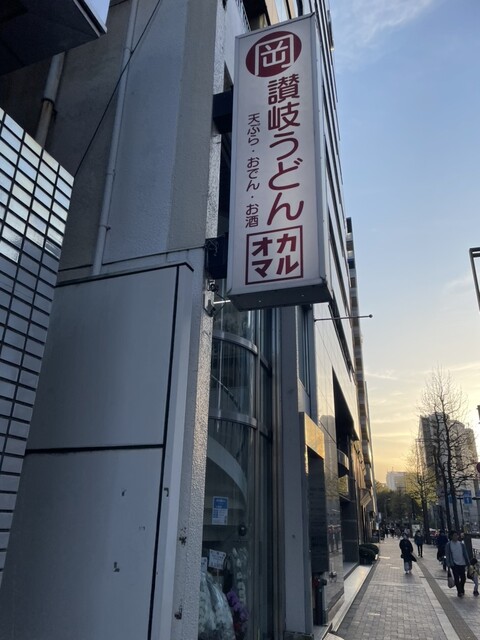 岡
讃岐うどん
天ぷら・おでん・お酒
オカ
マル